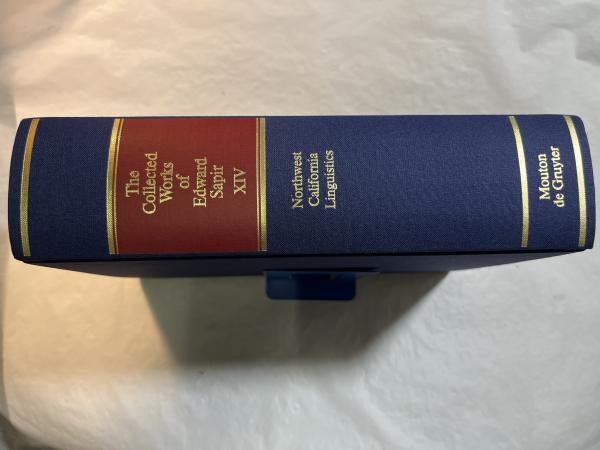 The
Collected
Works
of
Edward
Sapir
XIV
Northwest
California
Linguistics
Mouton
de Gruyter